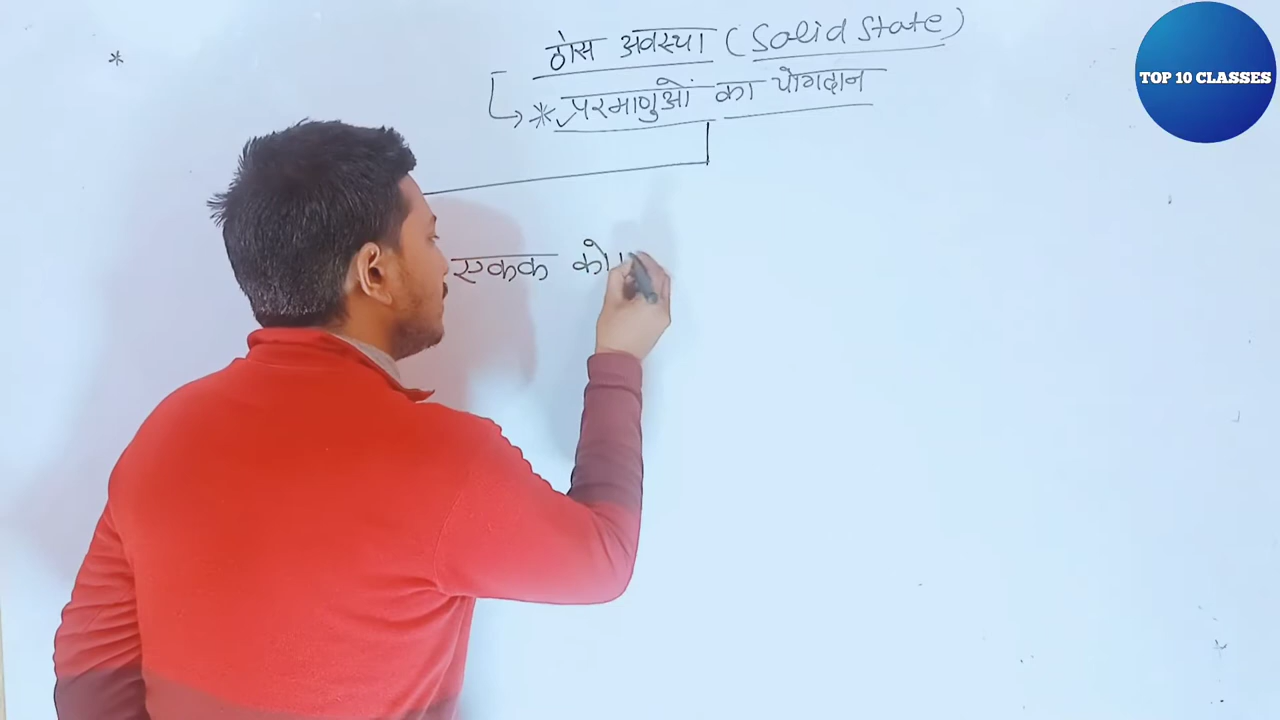 ठोस अवस्था (Solid State)
* परमाणुओं का योगदान
TOP 10 CLASSES
एकक